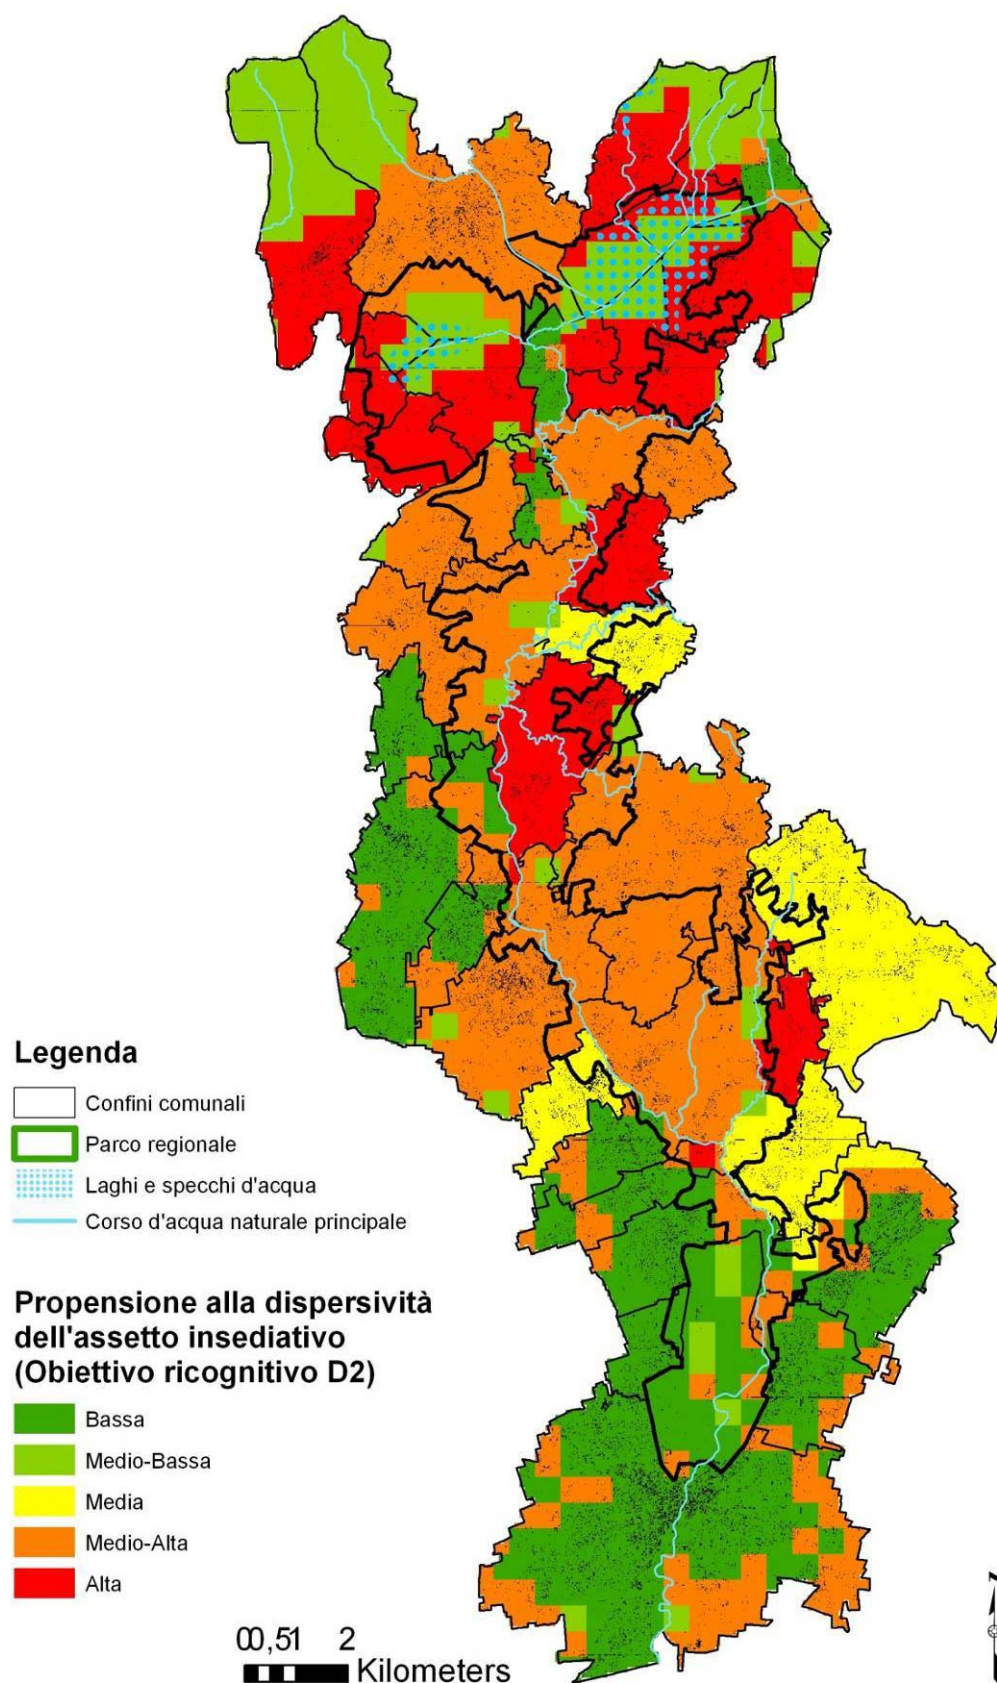 Legenda
Confini comunali
Parco regionale
Laghi e specchi d'acqua
Corso d'acqua naturale principale
Propensione alla dispersività
dell'assetto insediativo
(Obiettivo ricognitivo D2)
Bassa
Medio-Bassa
Media
Medio-Alta
Alta
00,51 2
Kilometers